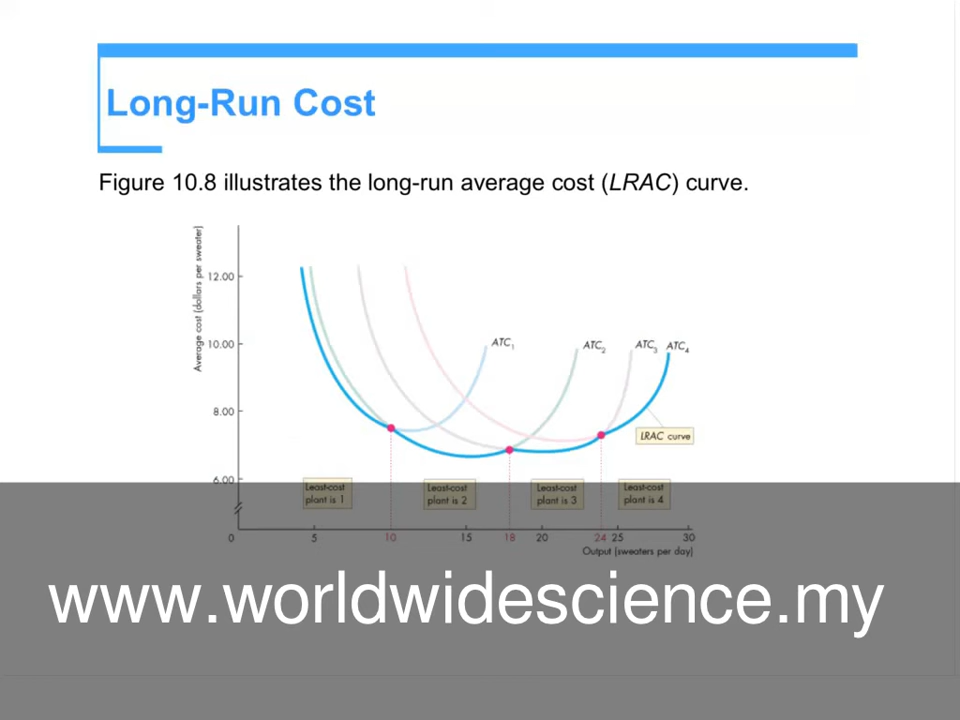 Long-Run Cost
Figure 10.8 illustrates the long-run average cost (LRAC) curve.
Average cost (dollars per sweater)
12.00
10.00
8.00
6.00
ATC1
ATC2
ATC3
ATC4
LRAC curve
Least-cost
plant is 1
Least-cost
plant is 2
Least-cost
plant is 3
Least-cost
plant is 4
0 5 10 15 18 20 24 25 30
Output (sweaters per day)
www.worldwidescience.my